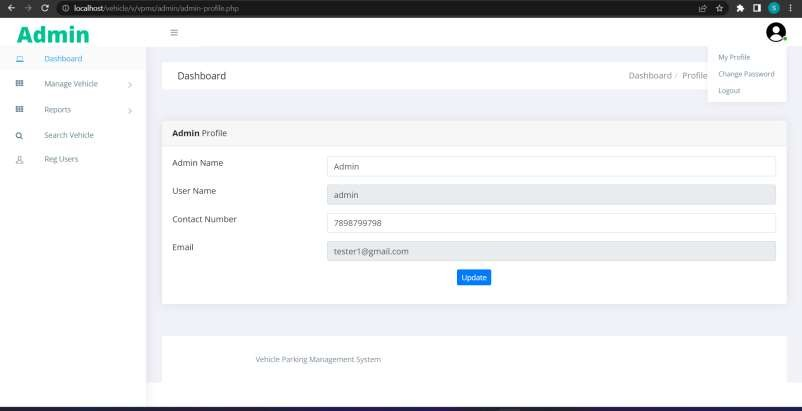 localhost/vehicle/v/vpms/admin/admin-profile.php
S
Admin
My Profile
Change Password
Logout
Dashboard
Manage Vehicle
Reports
Search Vehicle
Reg Users
Dashboard
Dashboard / Profile
Admin Profile
Admin Name
Admin
User Name
admin
Contact Number
7898799798
Email
tester1@gmail.com
Update
Vehicle Parking Management System